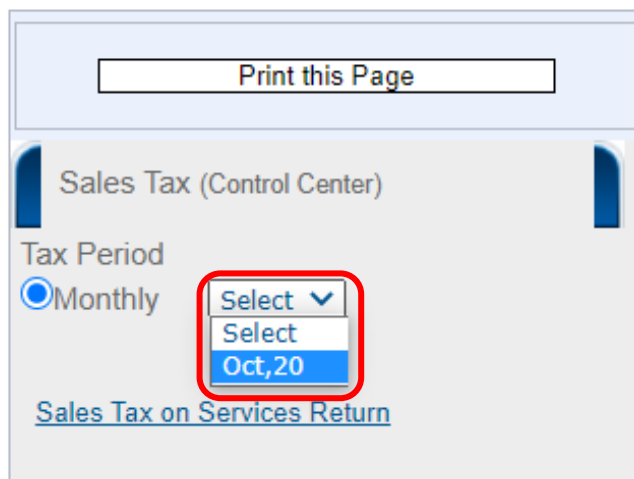 Print this Page
Sales Tax (Control Center)
Tax Period
Monthly Select
Select
Oct,20
Sales Tax on Services Return